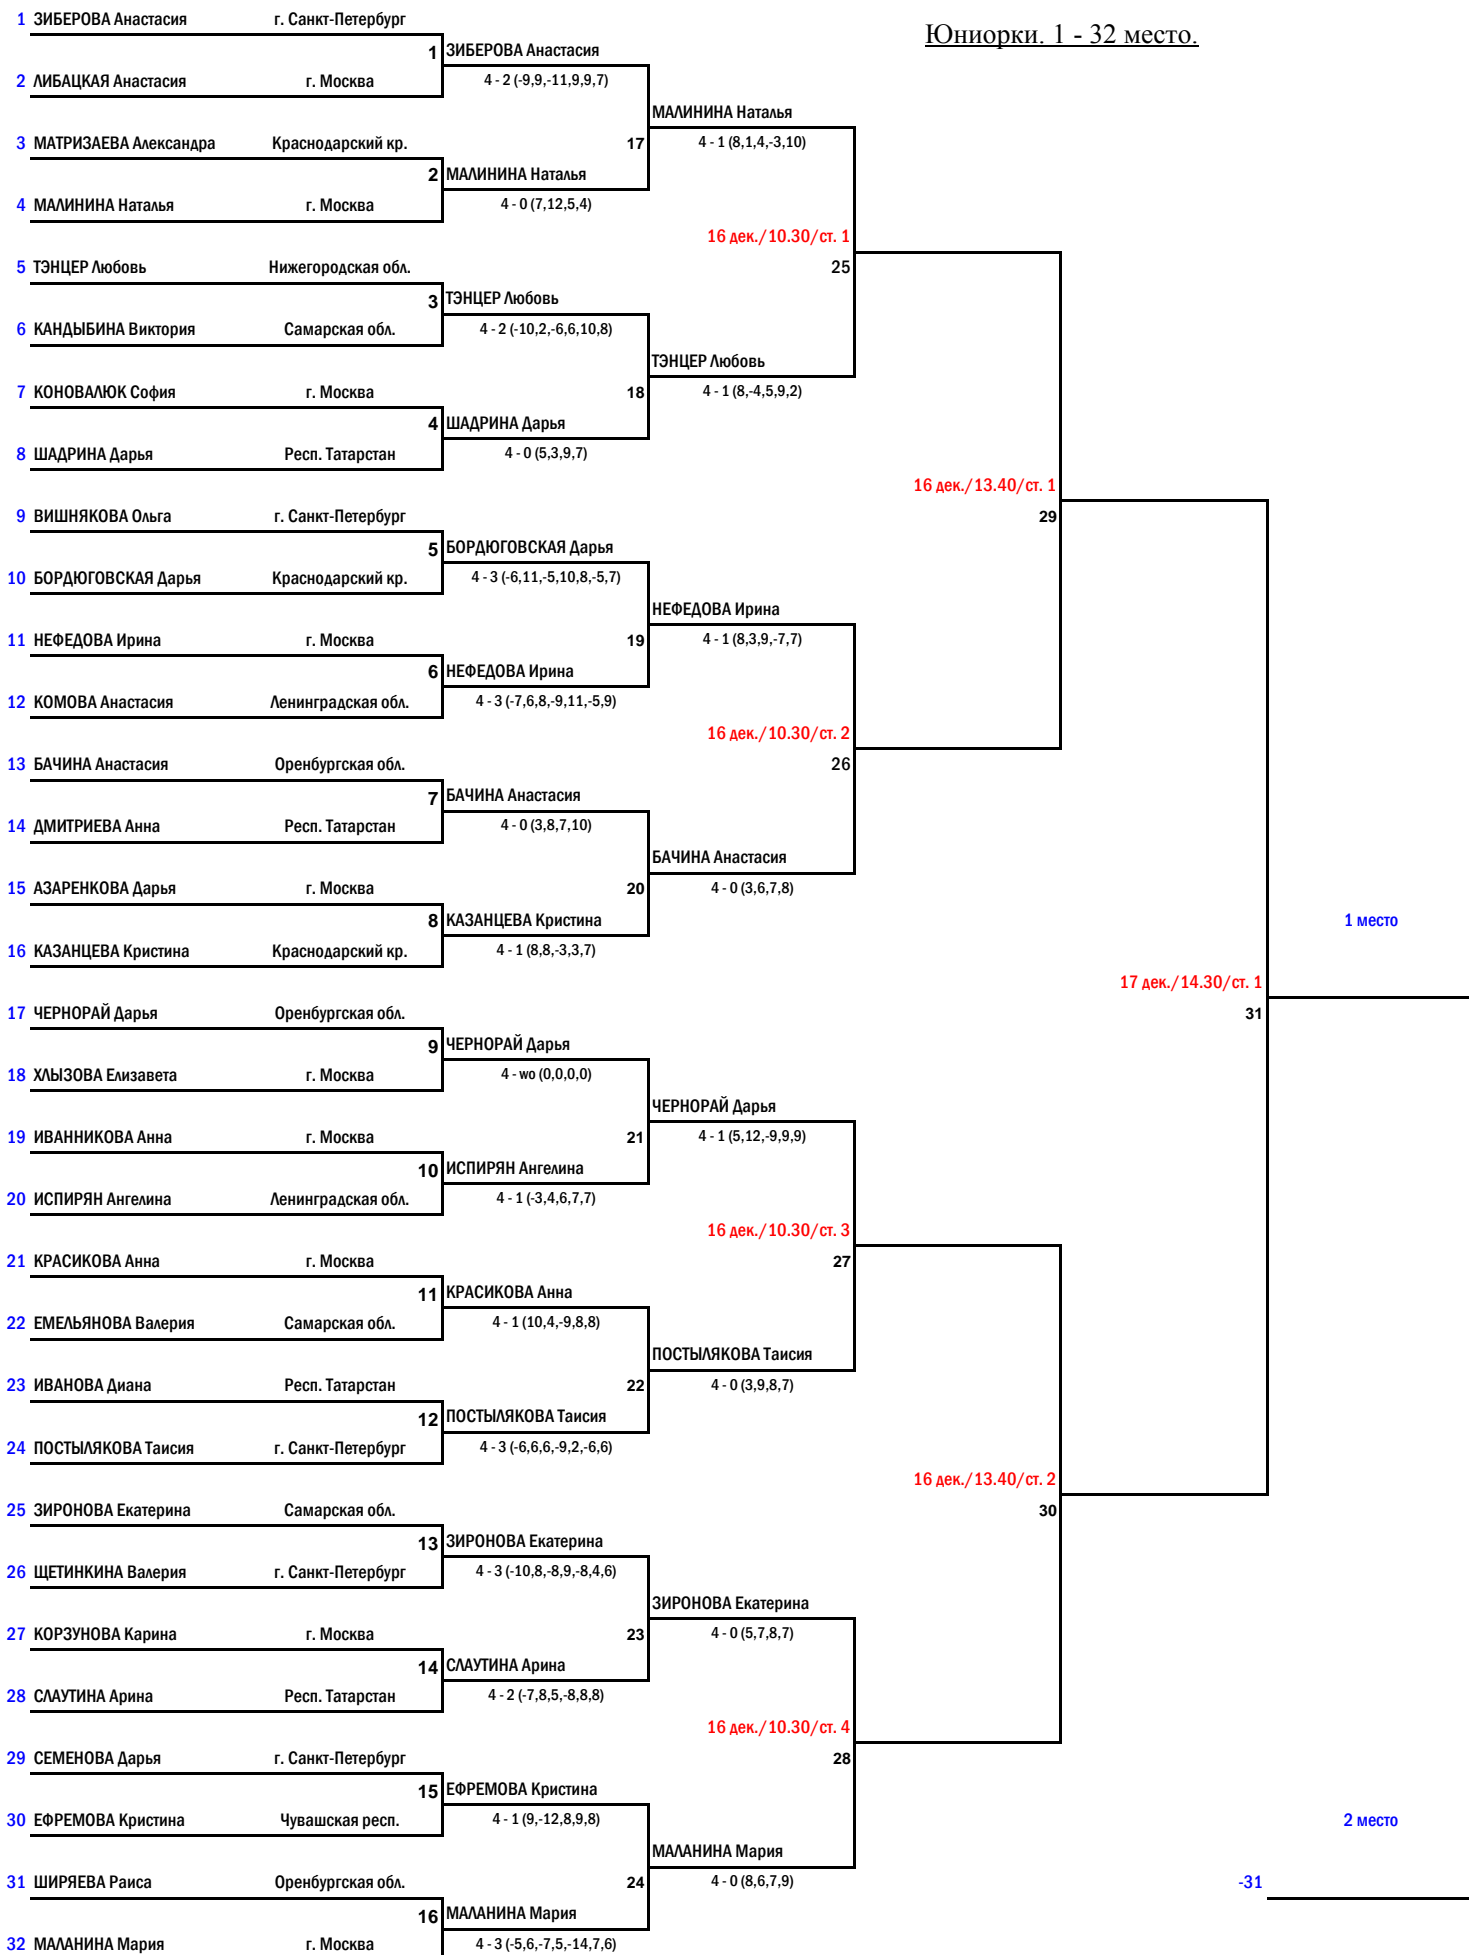 1 ЗИБЕРОВА Анастасия г. Санкт-Петербург
Юниорки. 1 - 32 место.
1 ЗИБЕРОВА Анастасия
2 ЛИБАЦКАЯ Анастасия г. Москва 4 - 2 (-9,9,-11,9,9,7)
МАЛИНИНА Наталья
3 МАТРИЗАЕВА Александра Краснодарский кр. 17 4 - 1 (8,1,4,-3,10)
2 МАЛИНИНА Наталья
4 МАЛИНИНА Наталья г. Москва 4 - 0 (7,12,5,4)
16 дек./10.30/ст. 1
5 ТЭНЦЕР Любовь Нижегородская обл. 25
3 ТЭНЦЕР Любовь
6 КАНДЫБИНА Виктория Самарская обл. 4 - 2 (-10,2,-6,6,10,8)
ТЭНЦЕР Любовь
7 КОНОВАЛЮК София г. Москва 18 4 - 1 (8,-4,5,9,2)
4 ШАДРИНА Дарья
8 ШАДРИНА Дарья Респ. Татарстан 4 - 0 (5,3,9,7)
16 дек./13.40/ст. 1
9 ВИШНЯКОВА Ольга г. Санкт-Петербург 29
5 БОРДЮГОВСКАЯ Дарья
10 БОРДЮГОВСКАЯ Дарья Краснодарский кр. 4 - 3 (-6,11,-5,10,8,-5,7)
НЕФЕДОВА Ирина
11 НЕФЕДОВА Ирина г. Москва 19 4 - 1 (8,3,9,-7,7)
6 НЕФЕДОВА Ирина
12 КОМОВА Анастасия Ленинградская обл. 4 - 3 (-7,6,8,-9,11,-5,9)
16 дек./10.30/ст. 2
13 БАЧИНА Анастасия Оренбургская обл. 26
7 БАЧИНА Анастасия
14 ДМИТРИЕВА Анна Респ. Татарстан 4 - 0 (3,8,7,10)
БАЧИНА Анастасия
15 АЗАРЕНКОВА Дарья г. Москва 20 4 - 0 (3,6,7,8)
8 КАЗАНЦЕВА Кристина 1 место
16 КАЗАНЦЕВА Кристина Краснодарский кр. 4 - 1 (8,8,-3,3,7)
17 дек./14.30/ст. 1
17 ЧЕРНОРАЙ Дарья Оренбургская обл. 31
9 ЧЕРНОРАЙ Дарья
18 ХЛЫЗОВА Елизавета г. Москва 4 - wo (0,0,0,0)
ЧЕРНОРАЙ Дарья
19 ИВАННИКОВА Анна г. Москва 21 4 - 1 (5,12,-9,9,9)
10 ИСПИРЯН Ангелина
20 ИСПИРЯН Ангелина Ленинградская обл. 4 - 1 (-3,4,6,7,7)
16 дек./10.30/ст. 3
21 КРАСИКОВА Анна г. Москва 27
11 КРАСИКОВА Анна
22 ЕМЕЛЬЯНОВА Валерия Самарская обл. 4 - 1 (10,4,-9,8,8)
ПОСТЫЛЯКОВА Таисия
23 ИВАНОВА Диана Респ. Татарстан 22 4 - 0 (3,9,8,7)
12 ПОСТЫЛЯКОВА Таисия
24 ПОСТЫЛЯКОВА Таисия г. Санкт-Петербург 4 - 3 (-6,6,6,-9,2,-6,6)
16 дек./13.40/ст. 2
25 ЗИРОНОВА Екатерина Самарская обл. 30
13 ЗИРОНОВА Екатерина
26 ЩЕТИНКИНА Валерия г. Санкт-Петербург 4 - 3 (-10,8,-8,9,-8,4,6)
ЗИРОНОВА Екатерина
27 КОРЗУНОВА Карина г. Москва 23 4 - 0 (5,7,8,7)
14 СЛАУТИНА Арина
28 СЛАУТИНА Арина Респ. Татарстан 4 - 2 (-7,8,5,-8,8,8)
16 дек./10.30/ст. 4
29 СЕМЕНОВА Дарья г. Санкт-Петербург 28
15 ЕФРЕМОВА Кристина
30 ЕФРЕМОВА Кристина Чувашская респ. 4 - 1 (9,-12,8,9,8) 2 место
МАЛАНИНА Мария
31 ШИРЯЕВА Раиса Оренбургская обл. 24 4 - 0 (8,6,7,9) -31
16 МАЛАНИНА Мария
32 МАЛАНИНА Мария г. Москва 4 - 3 (-5,6,-7,5,-14,7,6)